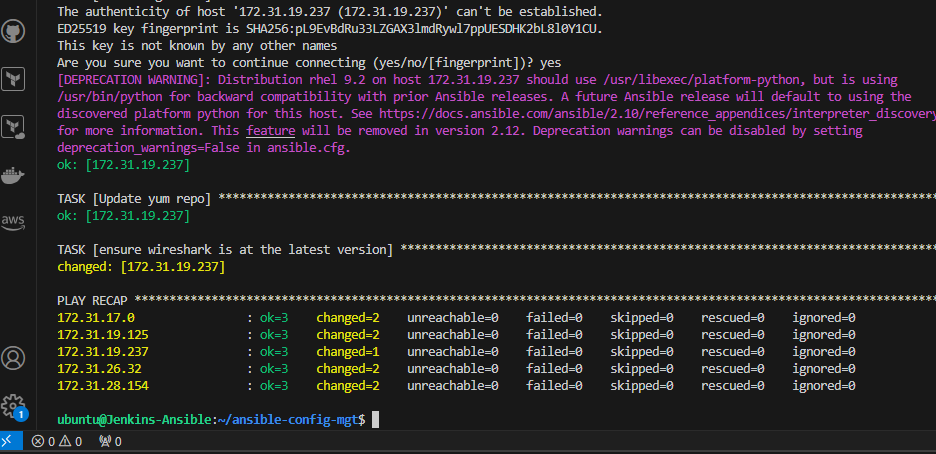 The authenticity of host '172.31.19.237 (172.31.19.237)' can't be established.
ED25519 key fingerprint is SHA256:pL9EvBdRu33LZGAX3lmdRywl7ppUESDHK2bL8l0Y1CU.
This key is not known by any other names
Are you sure you want to continue connecting (yes/no/[fingerprint])? yes
[DEPRECATION WARNING]: Distribution rhel 9.2 on host 172.31.19.237 should use /usr/libexec/platform-python, but is using
/usr/bin/python for backward compatibility with prior Ansible releases. A future Ansible release will default to using the
discovered platform python for this host. See https://docs.ansible.com/ansible/2.10/reference_appendices/interpreter_discovery
for more information. This feature will be removed in version 2.12. Deprecation warnings can be disabled by setting
deprecation_warnings=False in ansible.cfg.
ok: [172.31.19.237]
TASK [Update yum repo] ******************************************************************************************
ok: [172.31.19.237]
aws
TASK [ensure wireshark is at the latest version] ****************************************************************
changed: [172.31.19.237]
PLAY RECAP ******************************************************************************************************
172.31.17.0 : ok=3 changed=2 unreachable=0 failed=0 skipped=0 rescued=0 ignored=0
172.31.19.125 : ok=3 changed=2 unreachable=0 failed=0 skipped=0 rescued=0 ignored=0
172.31.19.237 : ok=3 changed=1 unreachable=0 failed=0 skipped=0 rescued=0 ignored=0
172.31.26.32 : ok=3 changed=2 unreachable=0 failed=0 skipped=0 rescued=0 ignored=0
172.31.28.154 : ok=3 changed=2 unreachable=0 failed=0 skipped=0 rescued=0 ignored=0
1
ubuntu@Jenkins-Ansible:~/ansible-config-mgt$
0 0 0